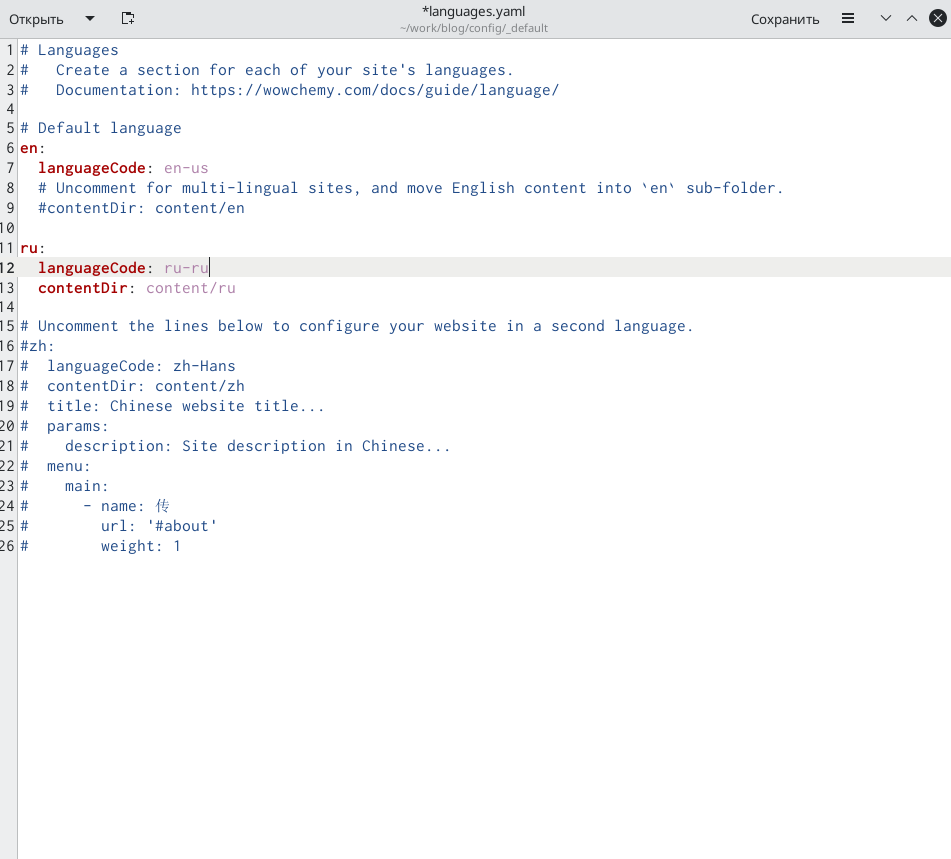 Открыть
*languages.yaml
~/work/blog/config/_default
Сохранить
1 # Languages
2 #   Create a section for each of your site's languages.
3 #   Documentation: https://wowchemy.com/docs/guide/language/
4
5 # Default language
6 en:
7   languageCode: en-us
8   # Uncomment for multi-lingual sites, and move English content into `en` sub-folder.
9   #contentDir: content/en
10
11 ru:
12   languageCode: ru-ru
13   contentDir: content/ru
14
15 # Uncomment the lines below to configure your website in a second language.
16 #zh:
17 #  languageCode: zh-Hans
18 #  contentDir: content/zh
19 #  title: Chinese website title...
20 #  params:
21 #    description: Site description in Chinese...
22 #  menu:
23 #    main:
24 #      - name: 传
25 #        url: '#about'
26 #        weight: 1